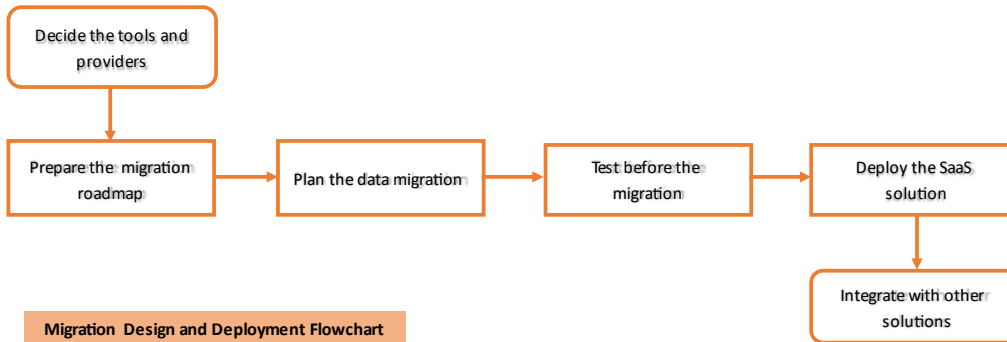 Decide the tools and
providers
Prepare the migration
roadmap
Plan the data migration
Test before the
migration
Deploy the SaaS
solution
Integrate with other
solutions
Migration Design and Deployment Flowchart